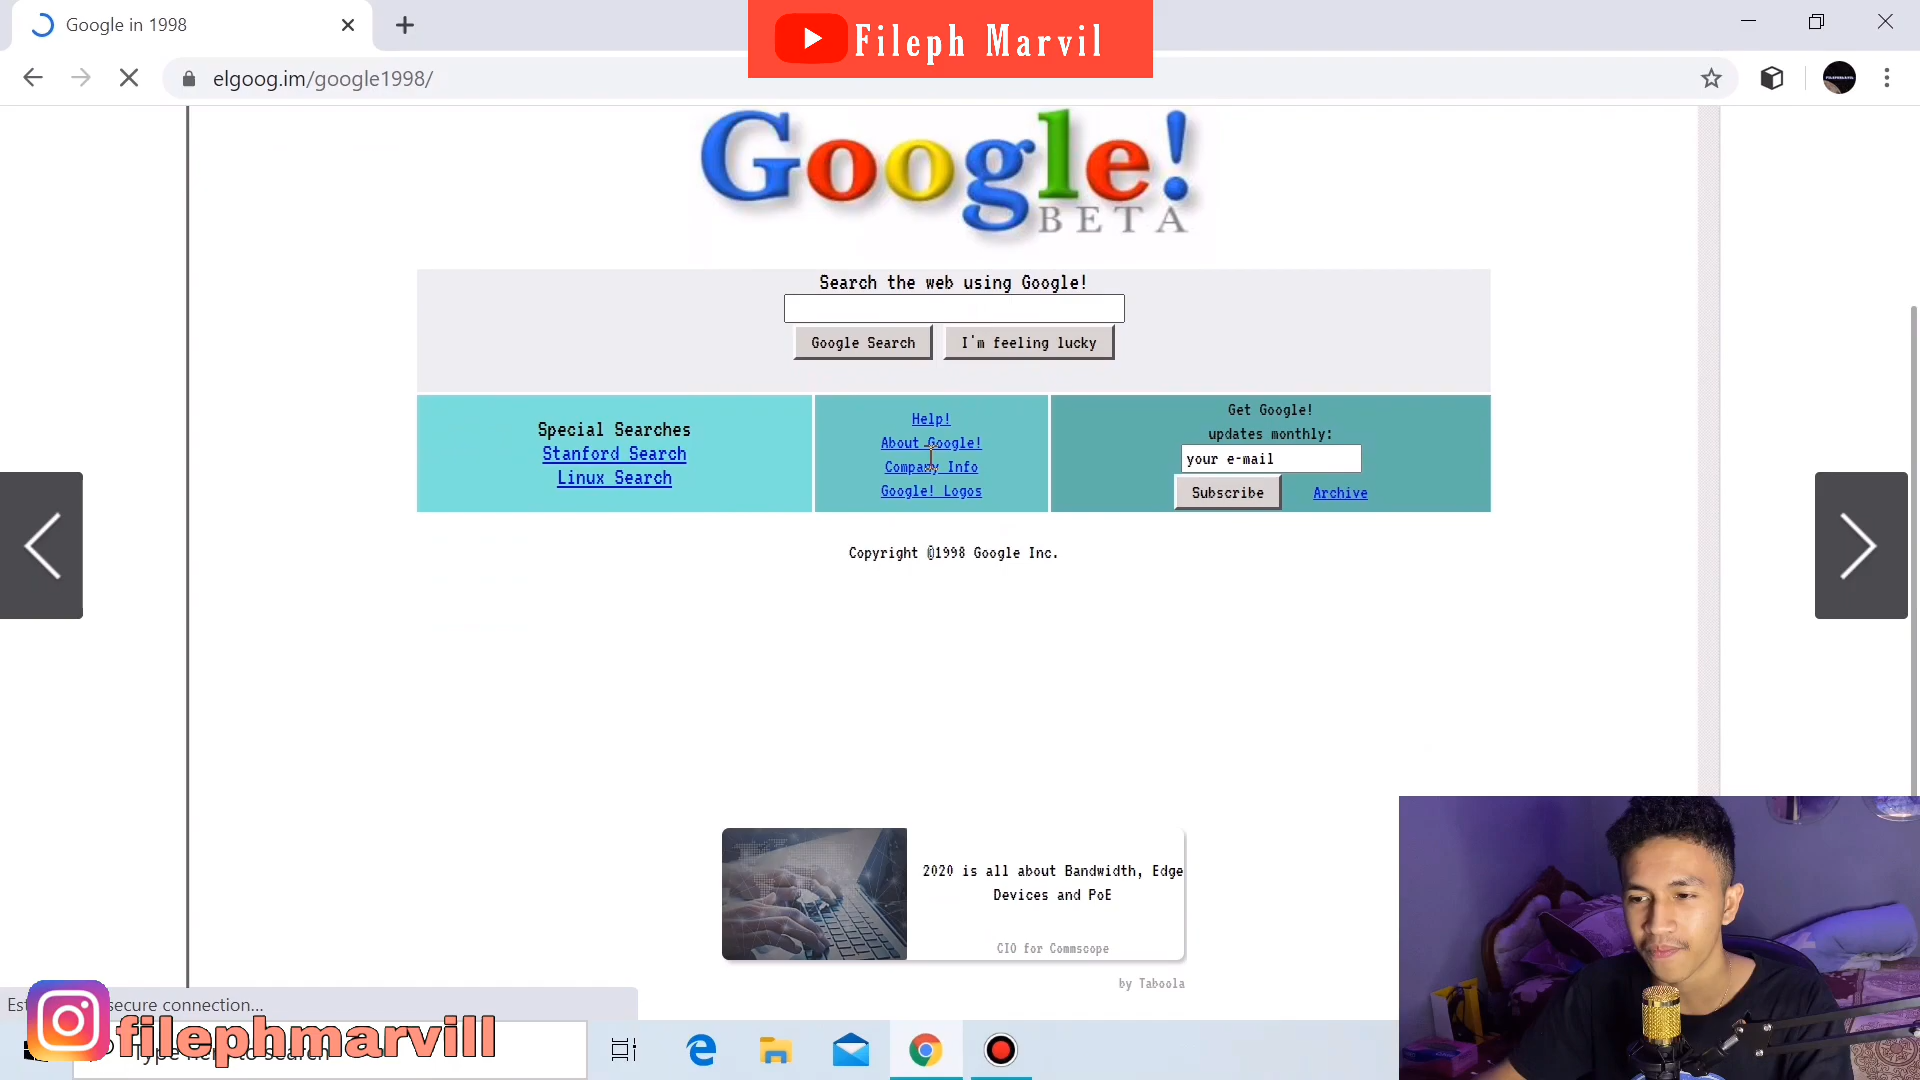 Google in 1998
Fileph Marvil
elgoog.im/google1998/
Google!
BETA
Search the web using Google!
Google Search
I'm feeling lucky
Special Searches
Stanford Search
Linux Search
Help!
About Google!
Company Info
Google! Logos
Get Google!
updates monthly:
your e-mail
Subscribe
Archive
Copyright ©1998 Google Inc.
2020 is all about Bandwidth, Edge
Devices and PoE
CIO for Commscope
by Taboola
secure connection...
filephmarvill